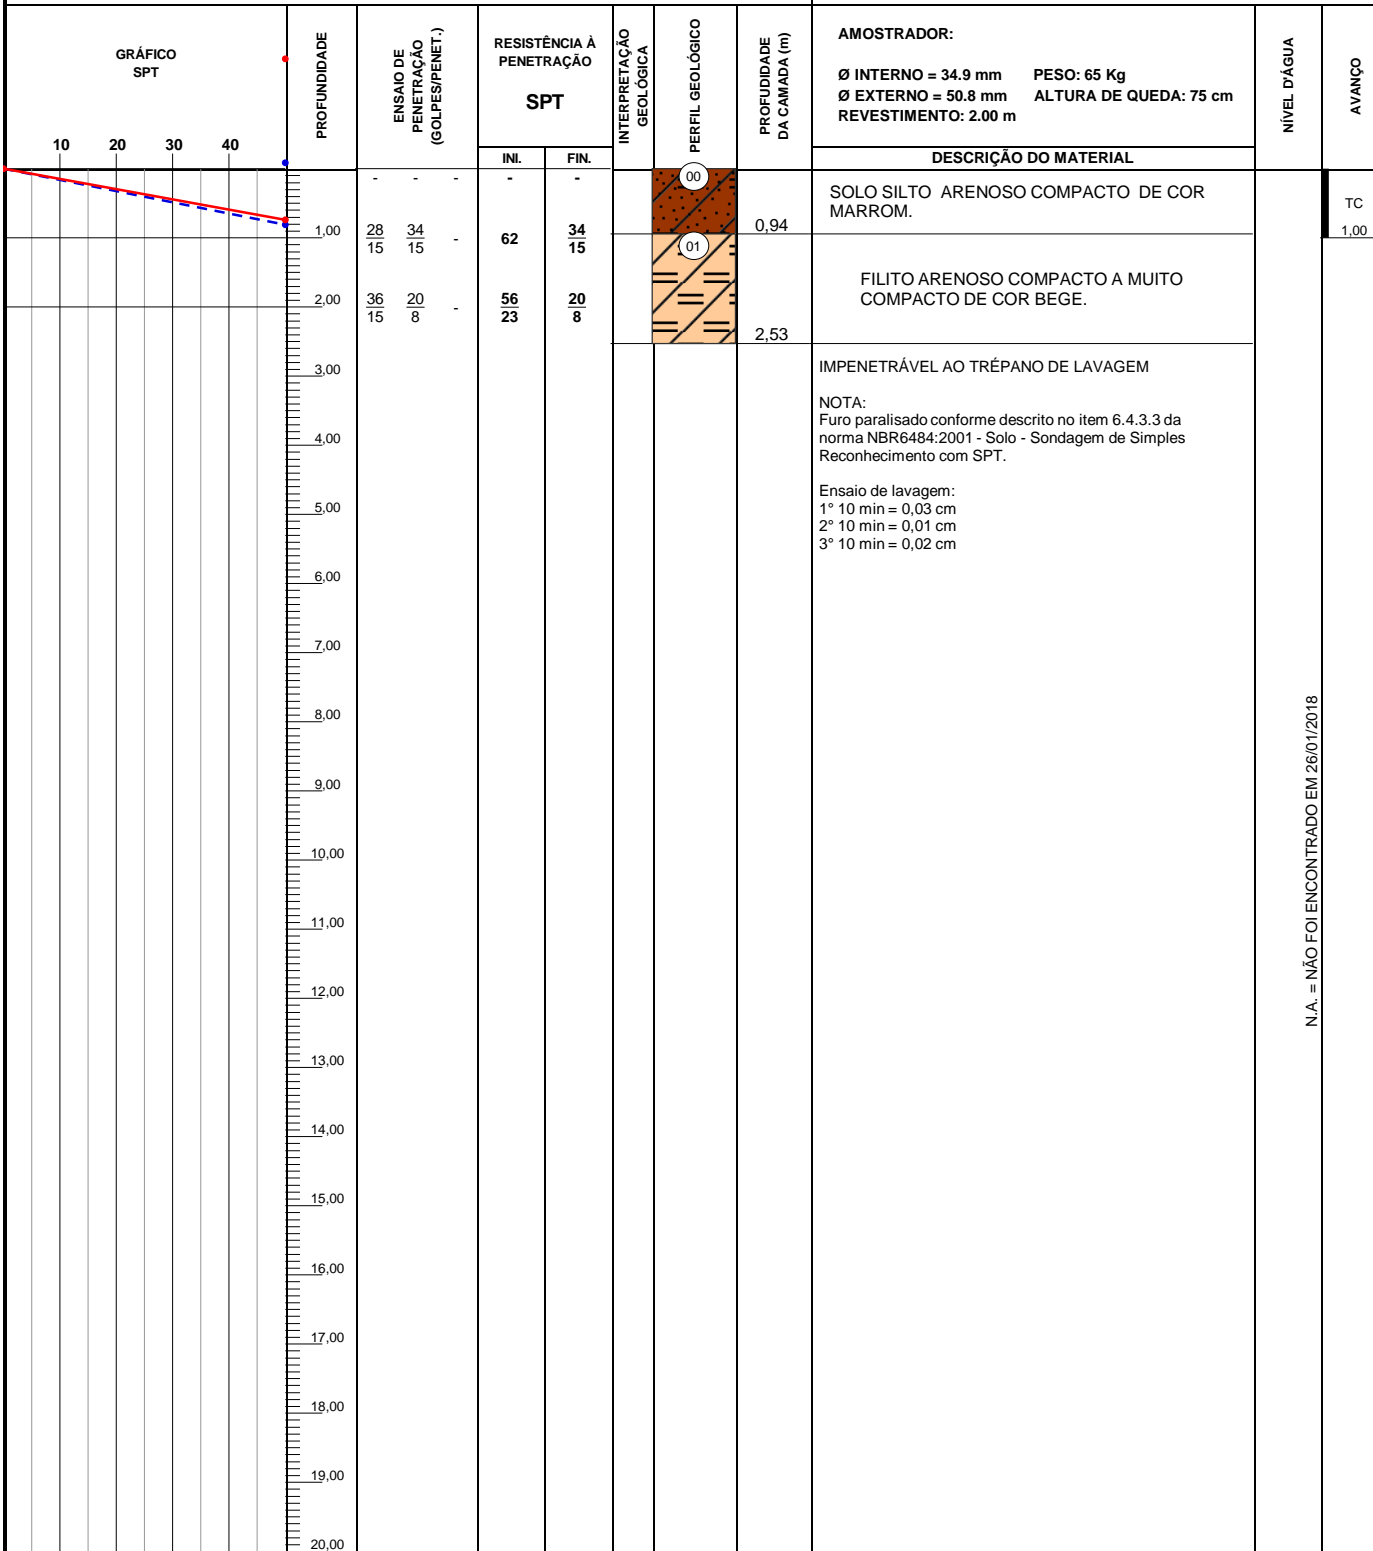 GRÁFICO
SPT
10 20 30 40
PROFUNDIDADE
ENSAIO DE
PENETRAÇÃO
(GOLPES/PENET.)
RESISTÊNCIA À
PENETRAÇÃO
SPT
INI. FIN.
INTERPRETAÇÃO
GEOLÓGICA
PERFIL GEOLÓGICO
PROFUDIDADE
DA CAMADA (m)
AMOSTRADOR:
Ø INTERNO = 34.9 mm PESO: 65 Kg
Ø EXTERNO = 50.8 mm ALTURA DE QUEDA: 75 cm
REVESTIMENTO: 2.00 m
DESCRIÇÃO DO MATERIAL
NÍVEL D'ÁGUA
AVANÇO
- - - - -
00
SOLO SILTO ARENOSO COMPACTO DE COR
MARROM.
0,94
TC
1,00
1,00
28 34 - 62 34
15 15 15
01
FILITO ARENOSO COMPACTO A MUITO
COMPACTO DE COR BEGE.
2,00
36 20 - 56 20
15 8 23 8
2,53
IMPENETRÁVEL AO TRÉPANO DE LAVAGEM
NOTA:
Furo paralisado conforme descrito no item 6.4.3.3 da
norma NBR6484:2001 - Solo - Sondagem de Simples
Reconhecimento com SPT.
Ensaio de lavagem:
1° 10 min = 0,03 cm
2° 10 min = 0,01 cm
3° 10 min = 0,02 cm
3,00
4,00
5,00
6,00
7,00
8,00
9,00
10,00
11,00
12,00
13,00
14,00
15,00
16,00
17,00
18,00
19,00
20,00
N.A. = NÃO FOI ENCONTRADO EM 26/01/2018